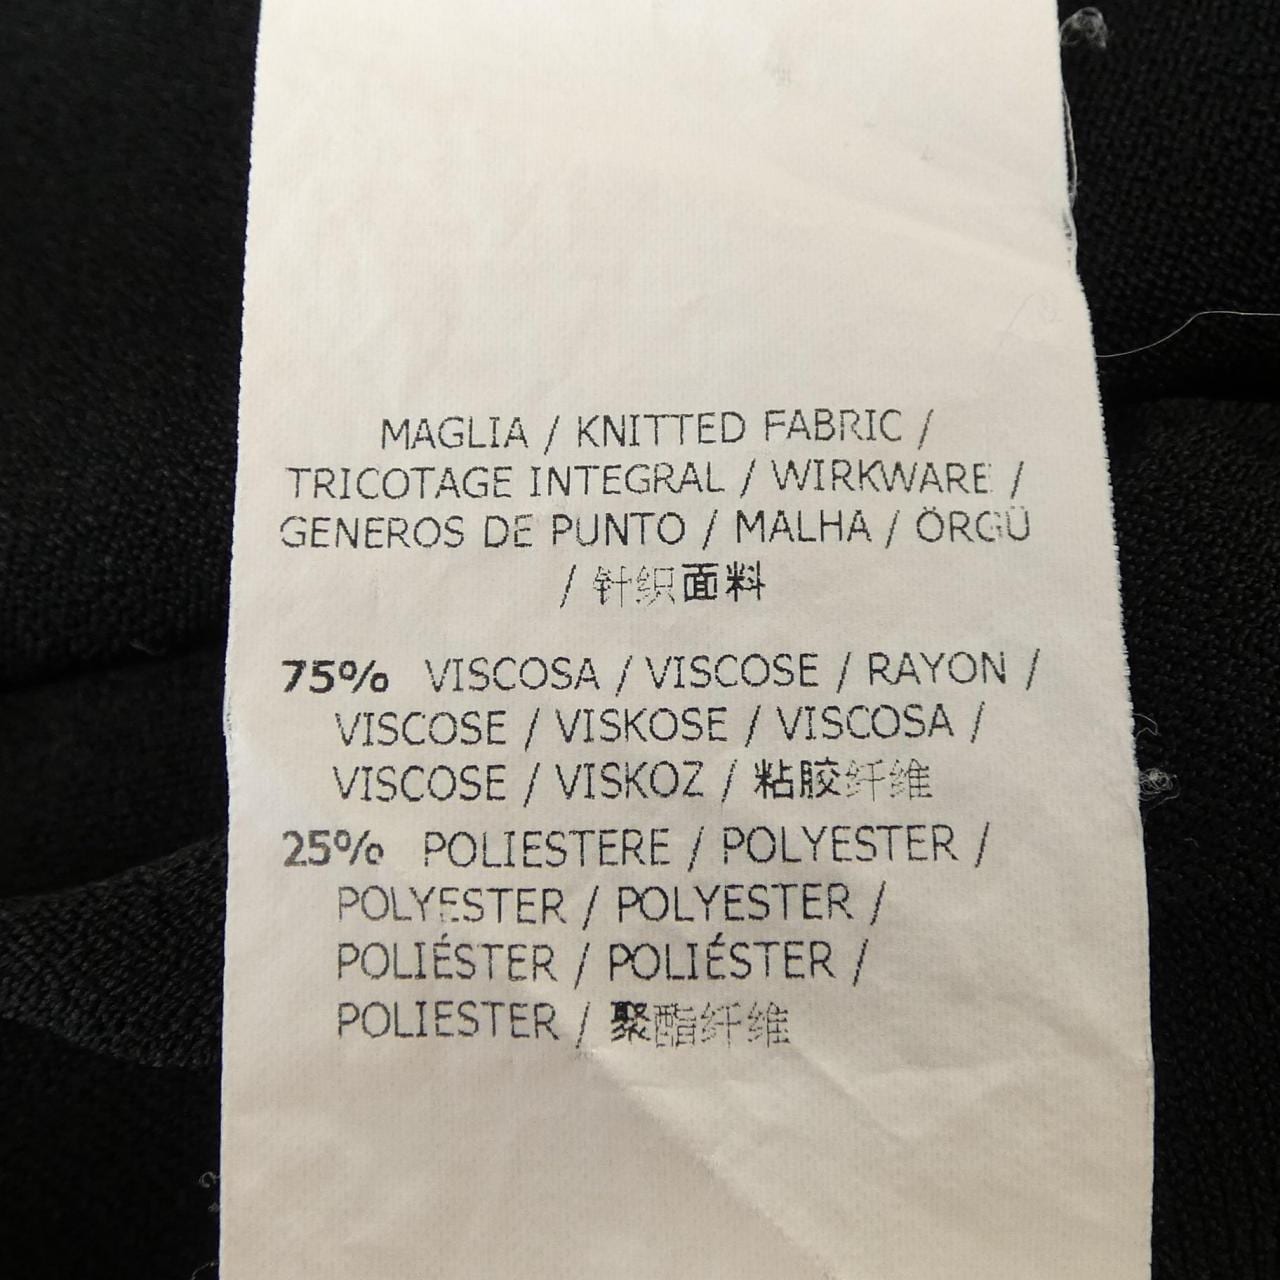 MAGLIA / KNITTED FABRIC /
TRICOTAGE INTEGRAL / WIRKWARE /
GENEROS DE PUNTO / MALHA / ÖRGÜ
/ 针织面料
75% VISCOSA / VISCOSE / RAYON /
VISCOSE / VISKOSE / VISCOSA /
VISCOSE / VISKOZ / 粘胶纤维
25% POLIESTERE / POLYESTER /
POLYESTER / POLYESTER /
POLIÉSTER / POLIÉSTER /
POLIESTER / 聚酯纤维